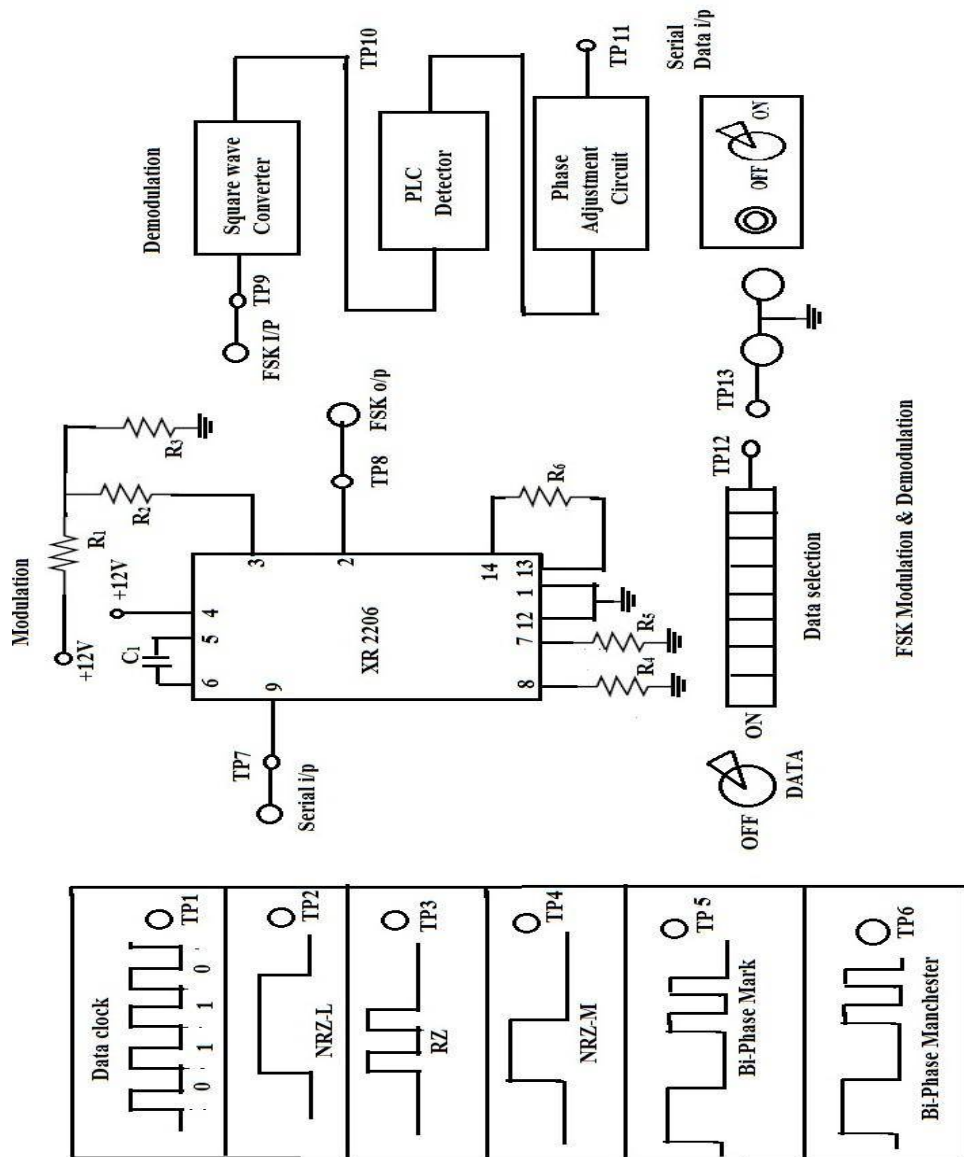 Data clock
0 1 1 0
TP1
NRZ-L
TP2
RZ
TP3
NRZ-M
TP4
Bi-Phase Mark
TP 5
Bi-Phase Manchester
TP6
Modulation
+12V
R1
R2
R3
+12V
C1
6 5 4 3
9
TP7
Serial i/p
XR 2206
2
TP8
FSK o/p
14
R6
8 7 12 1 13
R4
R5
Demodulation
FSK I/P
TP9
Square wave
Converter
TP10
PLC
Detector
Phase
Adjustment
Circuit
TP11
Serial
Data i/p
OFF
ON
DATA
Data selection
TP12
TP13
OFF
ON
FSK Modulation & Demodulation